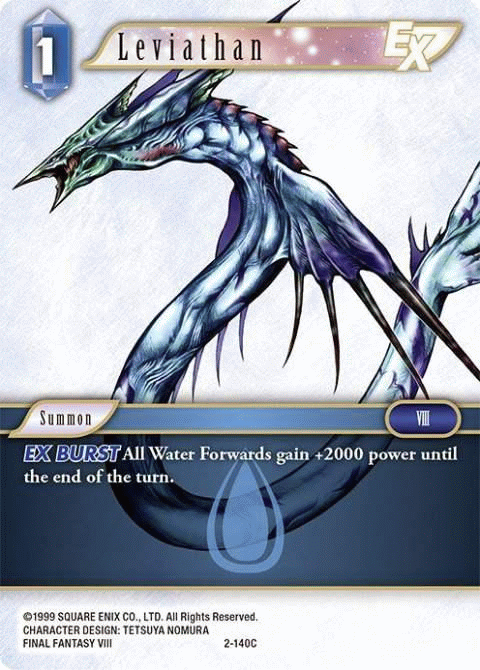 1
Leviathan
EX
Summon
VIII
EX BURST All Water Forwards gain +2000 power until
the end of the turn.
©1999 SQUARE ENIX CO., LTD. All Rights Reserved.
CHARACTER DESIGN: TETSUYA NOMURA
FINAL FANTASY VIII
2-140C